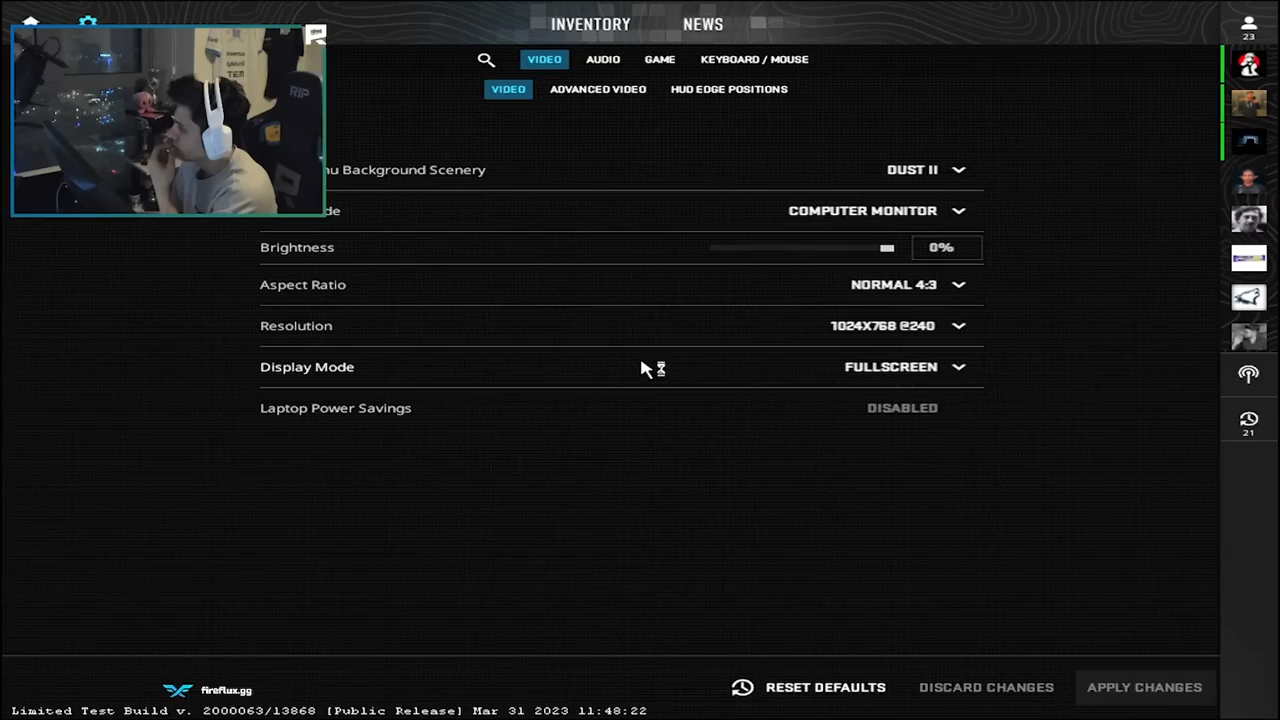 INVENTORY NEWS
23
VIDEO AUDIO GAME KEYBOARD / MOUSE
VIDEO ADVANCED VIDEO HUD EDGE POSITIONS
RIP
nu Background Scenery DUST II
de COMPUTER MONITOR
Brightness 0%
Aspect Ratio NORMAL 4:3
Resolution 1024X768 @240
Display Mode FULLSCREEN
Laptop Power Savings DISABLED
21
fireflux.gg RESET DEFAULTS DISCARD CHANGES APPLY CHANGES
Limited Test Build v. 2000063/13868 [Public Release] Mar 31 2023 11:48:22